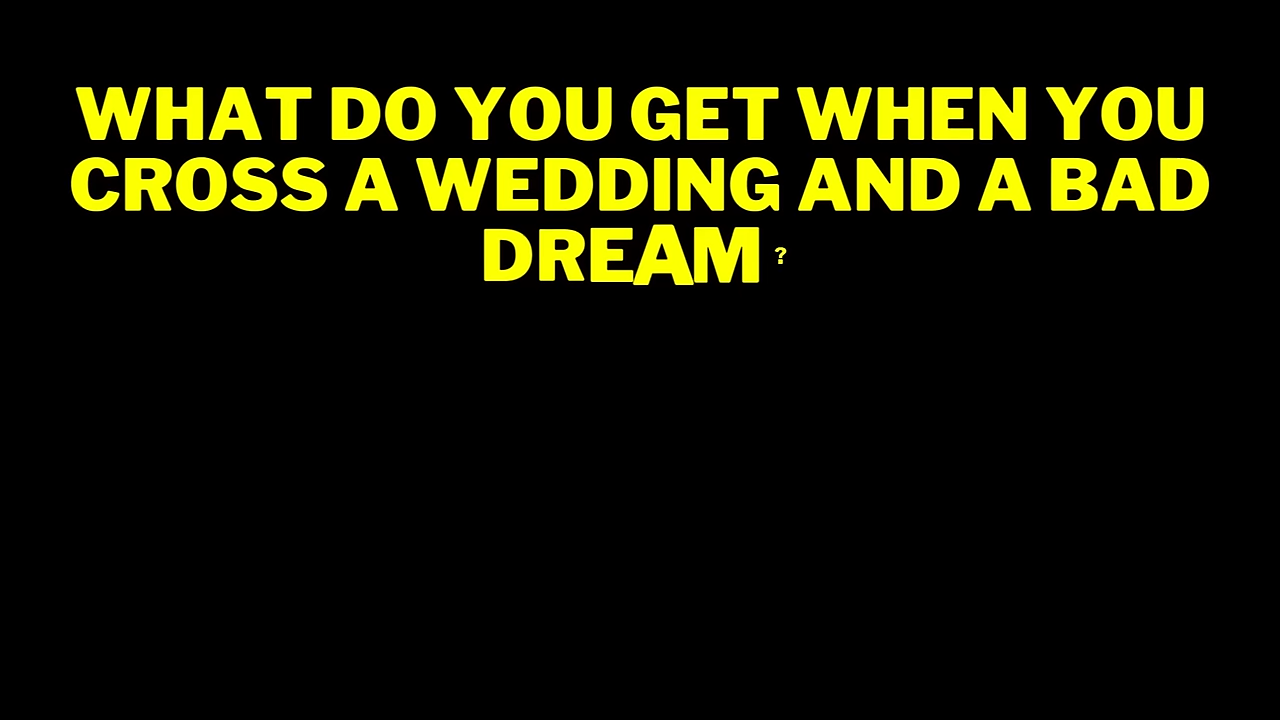 WHAT DO YOU GET WHEN YOU
CROSS A WEDDING AND A BAD
DREAM ?